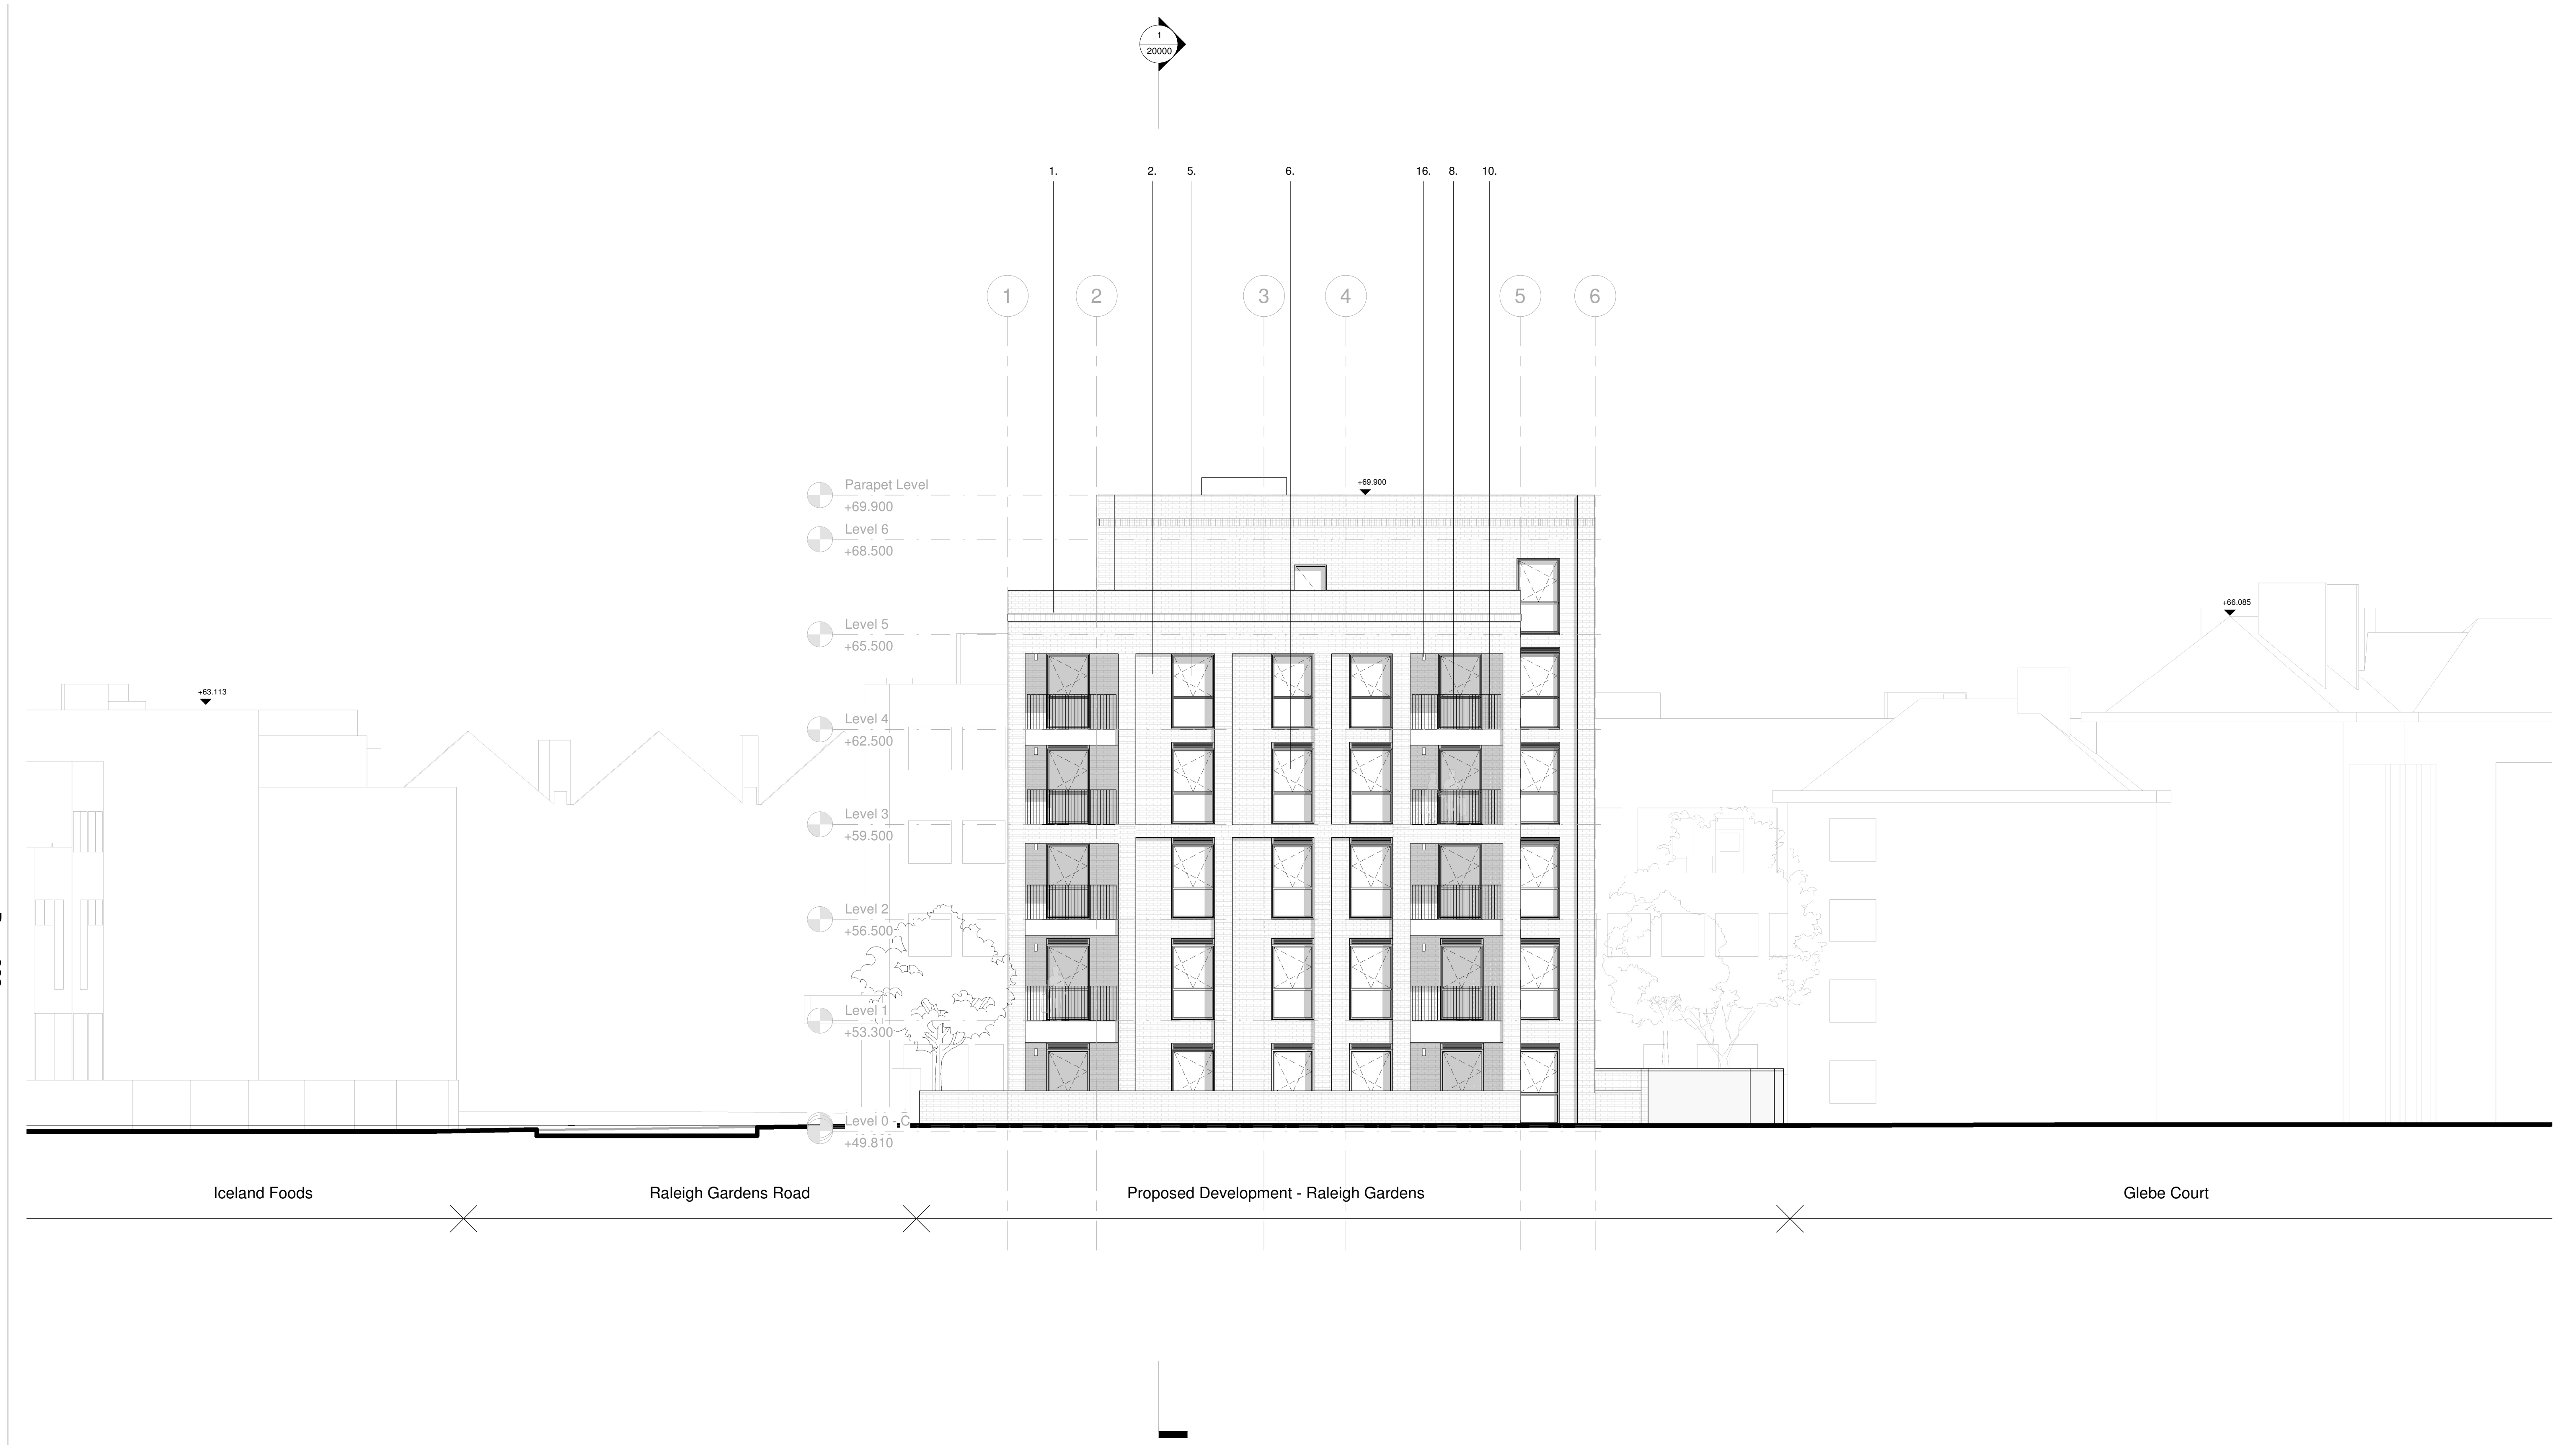 1
20000
1.
2.
5.
6.
16.
8.
10.
1
2
3
4
5
6
Parapet Level
+69.900
+69.900
Level 6
+68.500
Level 5
+65.500
+66.085
+63.113
Level 4
+62.500
Level 3
+59.500
Level 2
+56.500
Level 1
+53.300
Level 0 - C
+49.810
Iceland Foods
Raleigh Gardens Road
Proposed Development - Raleigh Gardens
Glebe Court